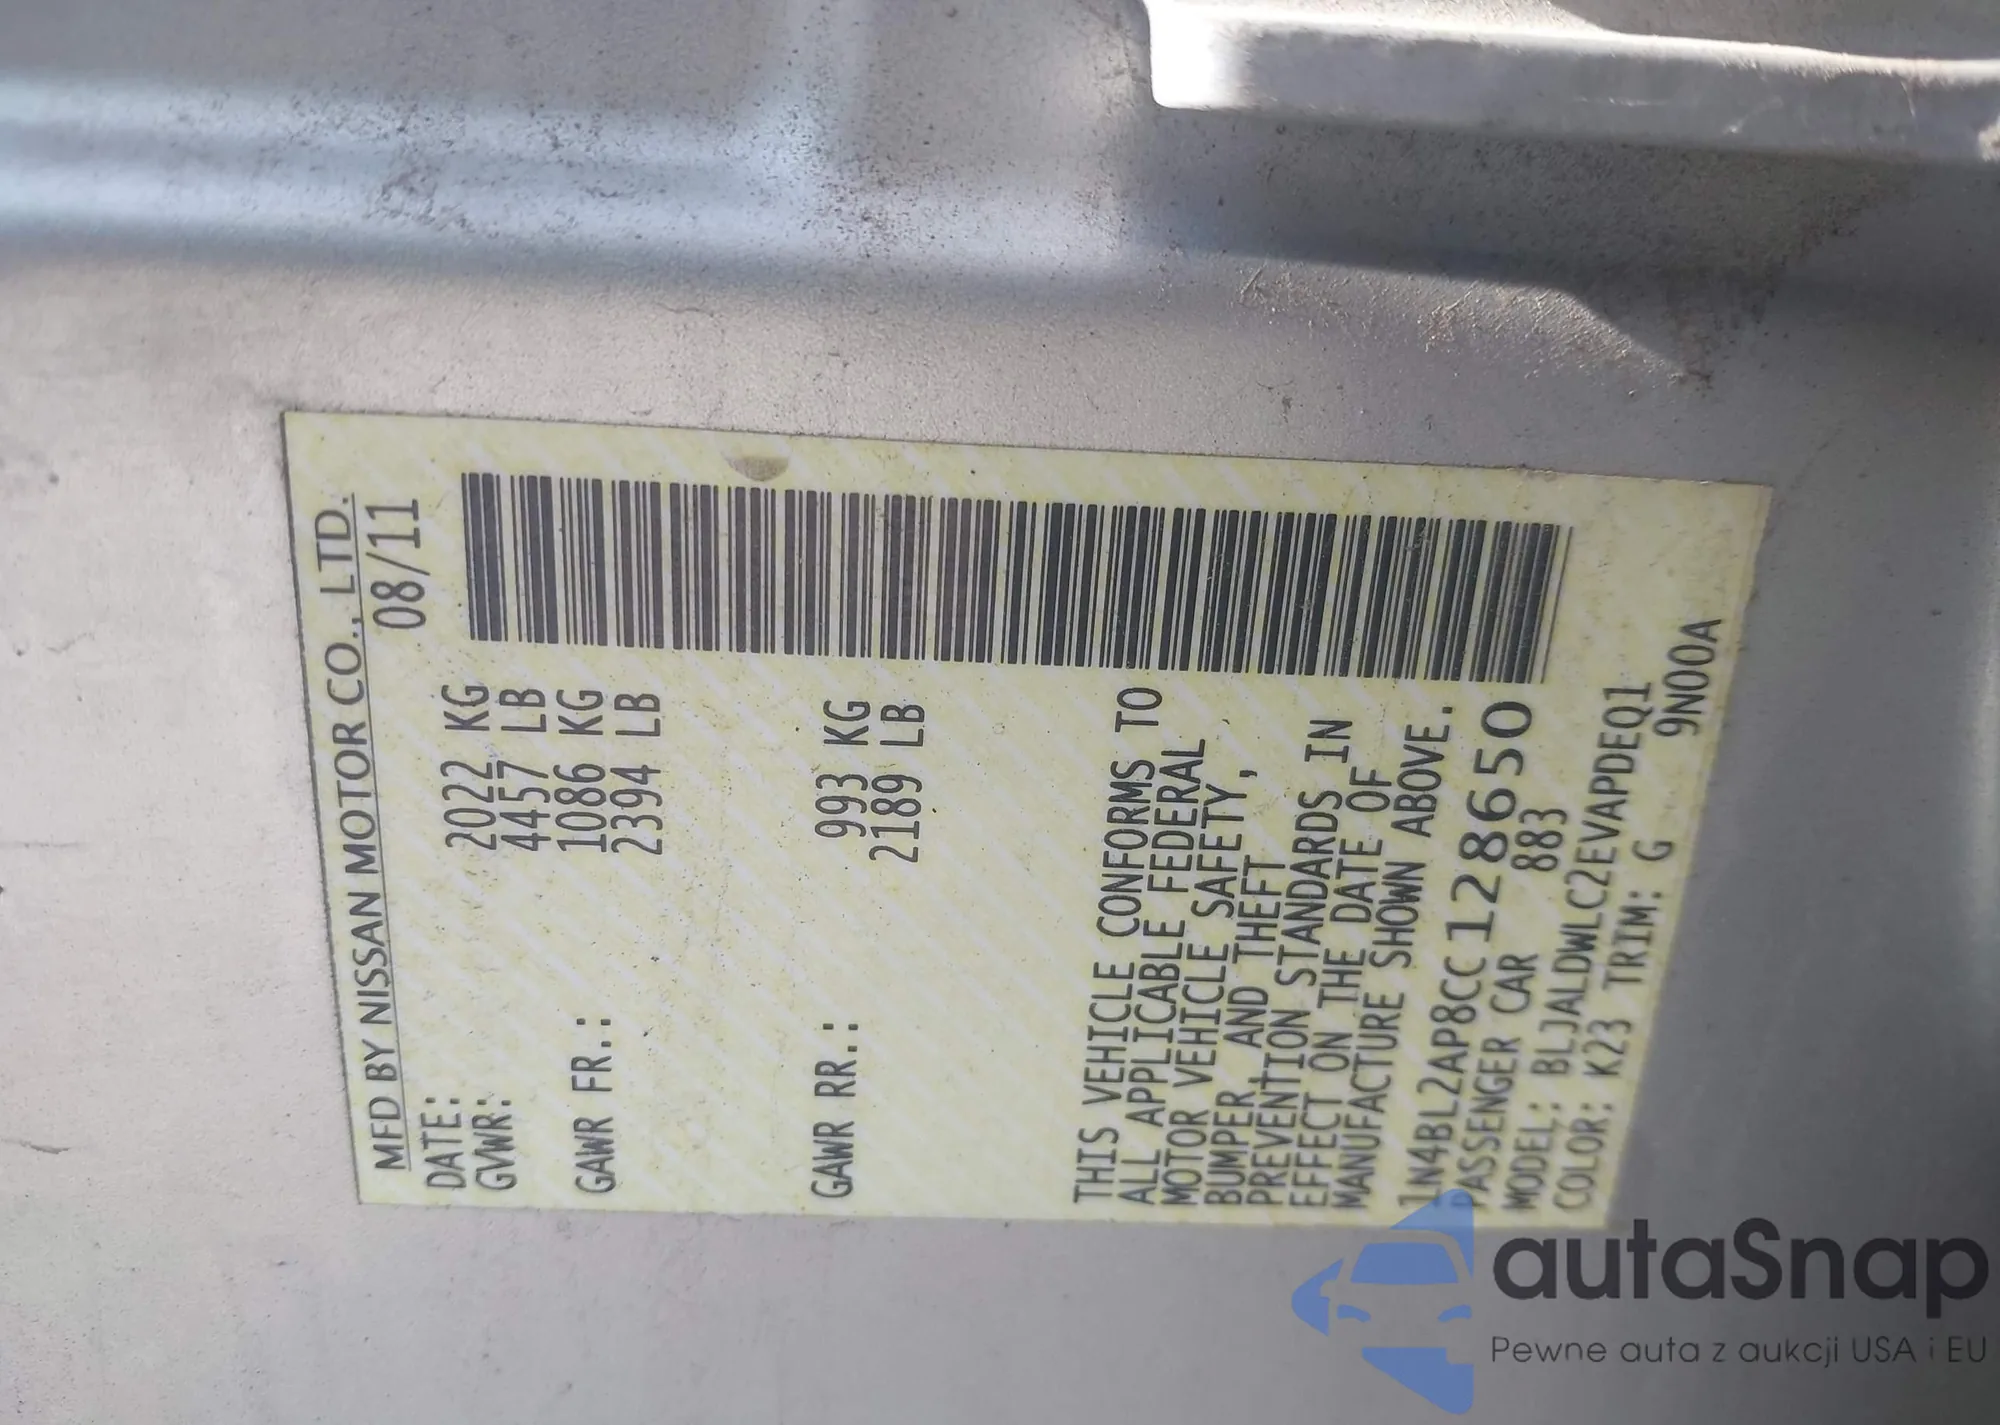 MFD BY NISSAN MOTOR CO., LTD.
DATE: 08/11
GVWR: 2022 KG
4457 LB
GAWR FR.: 1086 KG
2394 LB
GAWR RR.: 993 KG
2189 LB
THIS VEHICLE CONFORMS TO
ALL APPLICABLE FEDERAL
MOTOR VEHICLE SAFETY,
BUMPER, AND THEFT
PREVENTION STANDARDS IN
EFFECT ON THE DATE OF
MANUFACTURE SHOWN ABOVE.
1N4BL2AP8CC128650
PASSENGER CAR 883
MODEL: BLJALDWLC2EVAPDEQ1
COLOR: K23 TRIM: G 9N00A
autaSnap
Pewne auta z aukcji USA i EU